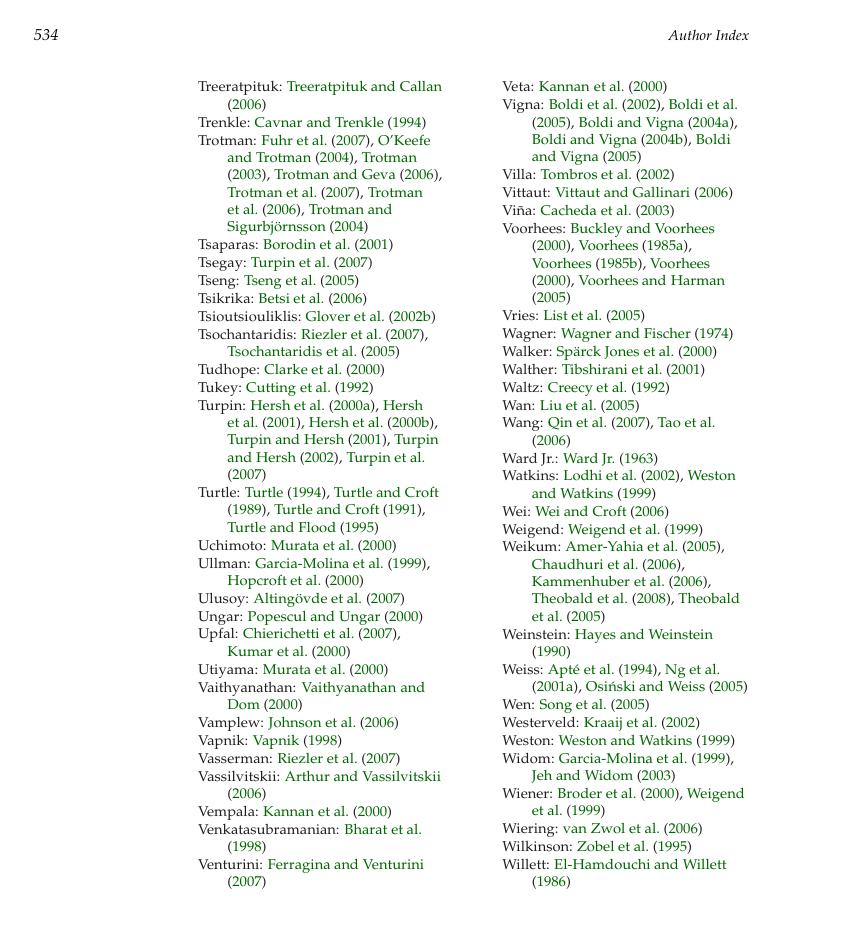 534
Author Index
Treeratpituk: Treeratpituk and Callan
(2006)
Trenkle: Cavnar and Trenkle (1994)
Trotman: Fuhr et al. (2007), O’Keefe
and Trotman (2004), Trotman
(2003), Trotman and Geva (2006),
Trotman et al. (2007), Trotman
et al. (2006), Trotman and
Sigurbjörnsson (2004)
Tsaparas: Borodin et al. (2001)
Tsegay: Turpin et al. (2007)
Tseng: Tseng et al. (2005)
Tsikrika: Betsi et al. (2006)
Tsioutsiouliklis: Glover et al. (2002b)
Tsochantaridis: Riezler et al. (2007),
Tsochantaridis et al. (2005)
Tudhope: Clarke et al. (2000)
Tukey: Cutting et al. (1992)
Turpin: Hersh et al. (2000a), Hersh
et al. (2001), Hersh et al. (2000b),
Turpin and Hersh (2001), Turpin
and Hersh (2002), Turpin et al.
(2007)
Turtle: Turtle (1994), Turtle and Croft
(1989), Turtle and Croft (1991),
Turtle and Flood (1995)
Uchimoto: Murata et al. (2000)
Ullman: Garcia-Molina et al. (1999),
Hopcroft et al. (2000)
Ulusoy: Altingövde et al. (2007)
Ungar: Popescul and Ungar (2000)
Upfal: Chierichetti et al. (2007),
Kumar et al. (2000)
Utiyama: Murata et al. (2000)
Vaithyanathan: Vaithyanathan and
Dom (2000)
Vamplew: Johnson et al. (2006)
Vapnik: Vapnik (1998)
Vasserman: Riezler et al. (2007)
Vassilvitskii: Arthur and Vassilvitskii
(2006)
Vempala: Kannan et al. (2000)
Venkatasubramanian: Bharat et al.
(1998)
Venturini: Ferragina and Venturini
(2007)
Veta: Kannan et al. (2000)
Vigna: Boldi et al. (2002), Boldi et al.
(2005), Boldi and Vigna (2004a),
Boldi and Vigna (2004b), Boldi
and Vigna (2005)
Villa: Tombros et al. (2002)
Vittaut: Vittaut and Gallinari (2006)
Viña: Cacheda et al. (2003)
Voorhees: Buckley and Voorhees
(2000), Voorhees (1985a),
Voorhees (1985b), Voorhees
(2000), Voorhees and Harman
(2005)
Vries: List et al. (2005)
Wagner: Wagner and Fischer (1974)
Walker: Spärck Jones et al. (2000)
Walther: Tibshirani et al. (2001)
Waltz: Creecy et al. (1992)
Wan: Liu et al. (2005)
Wang: Qin et al. (2007), Tao et al.
(2006)
Ward Jr.: Ward Jr. (1963)
Watkins: Lodhi et al. (2002), Weston
and Watkins (1999)
Wei: Wei and Croft (2006)
Weigend: Weigend et al. (1999)
Weikum: Amer-Yahia et al. (2005),
Chaudhuri et al. (2006),
Kammenhuber et al. (2006),
Theobald et al. (2008), Theobald
et al. (2005)
Weinstein: Hayes and Weinstein
(1990)
Weiss: Apté et al. (1994), Ng et al.
(2001a), Osiński and Weiss (2005)
Wen: Song et al. (2005)
Westerveld: Kraaij et al. (2002)
Weston: Weston and Watkins (1999)
Widom: Garcia-Molina et al. (1999),
Jeh and Widom (2003)
Wiener: Broder et al. (2000), Weigend
et al. (1999)
Wiering: van Zwol et al. (2006)
Wilkinson: Zobel et al. (1995)
Willett: El-Hamdouchi and Willett
(1986)